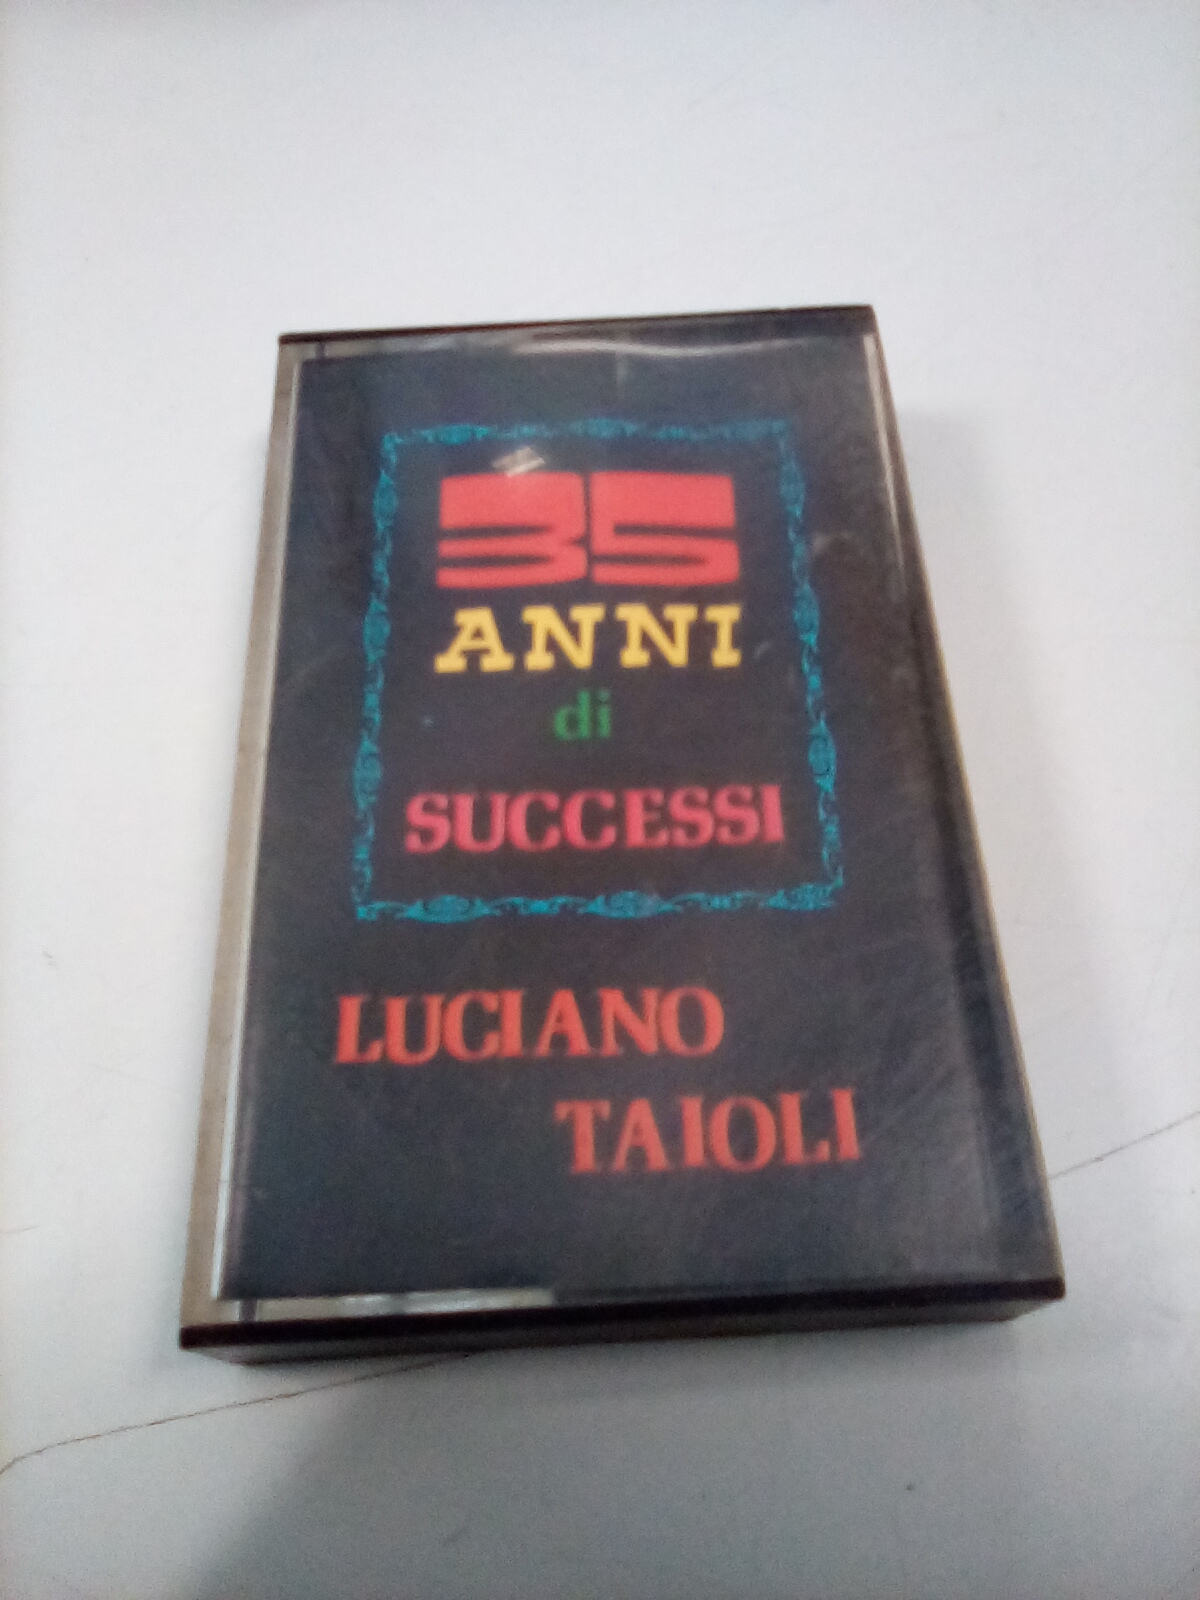 35
ANNI
di
SUCCESSI
LUCIANO
TAIOLI